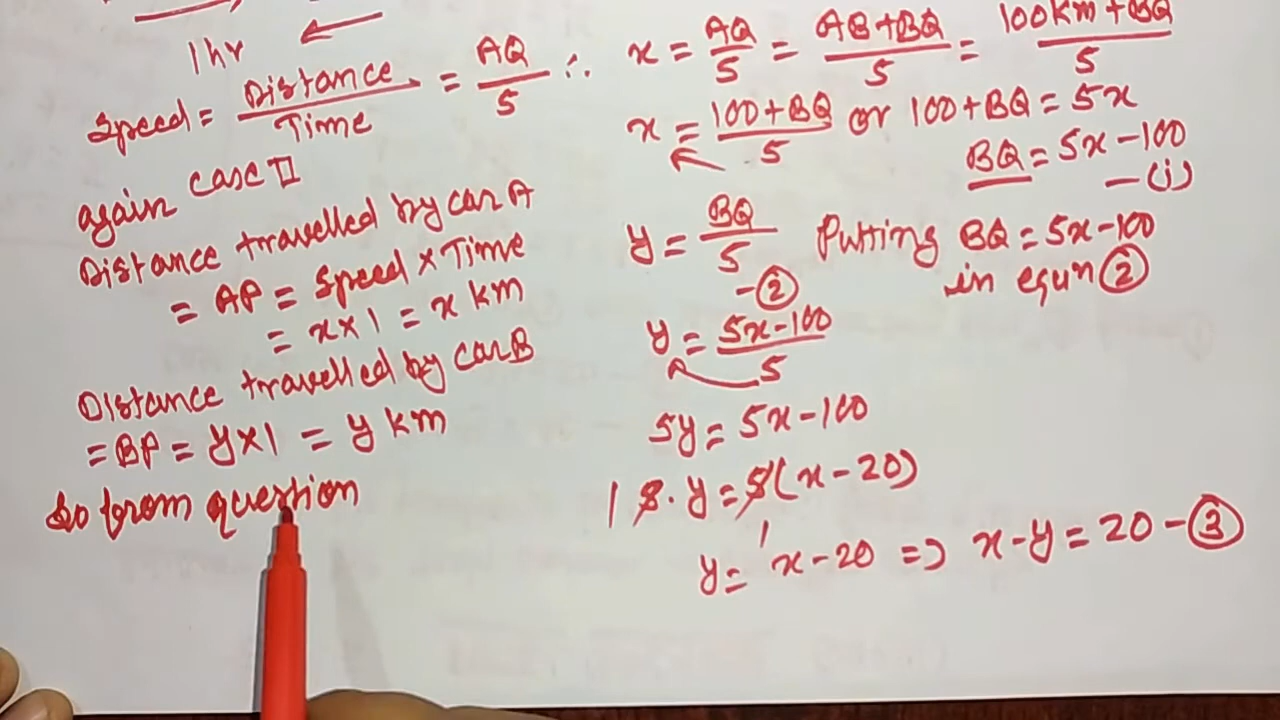 1hr
Speed = Distance/Time = AQ/5 ∴
again case II
Distance travelled by car A
= AP = Speed × Time
= x×1 = x km
Distance travelled by car B
= BP = y×1 = y km
So from question
x = AQ/5 = AB+BQ/5 = 100km+BQ/5
x = 100+BQ/5 or 100+BQ = 5x
BQ = 5x-100
-(i)
y = BQ/5 Putting BQ = 5x-100
-② in equn ②
y = 5x-100/5
5y = 5x-100
1 5. y = 5(x-20)
1
y = x-20 => x-y = 20 -③